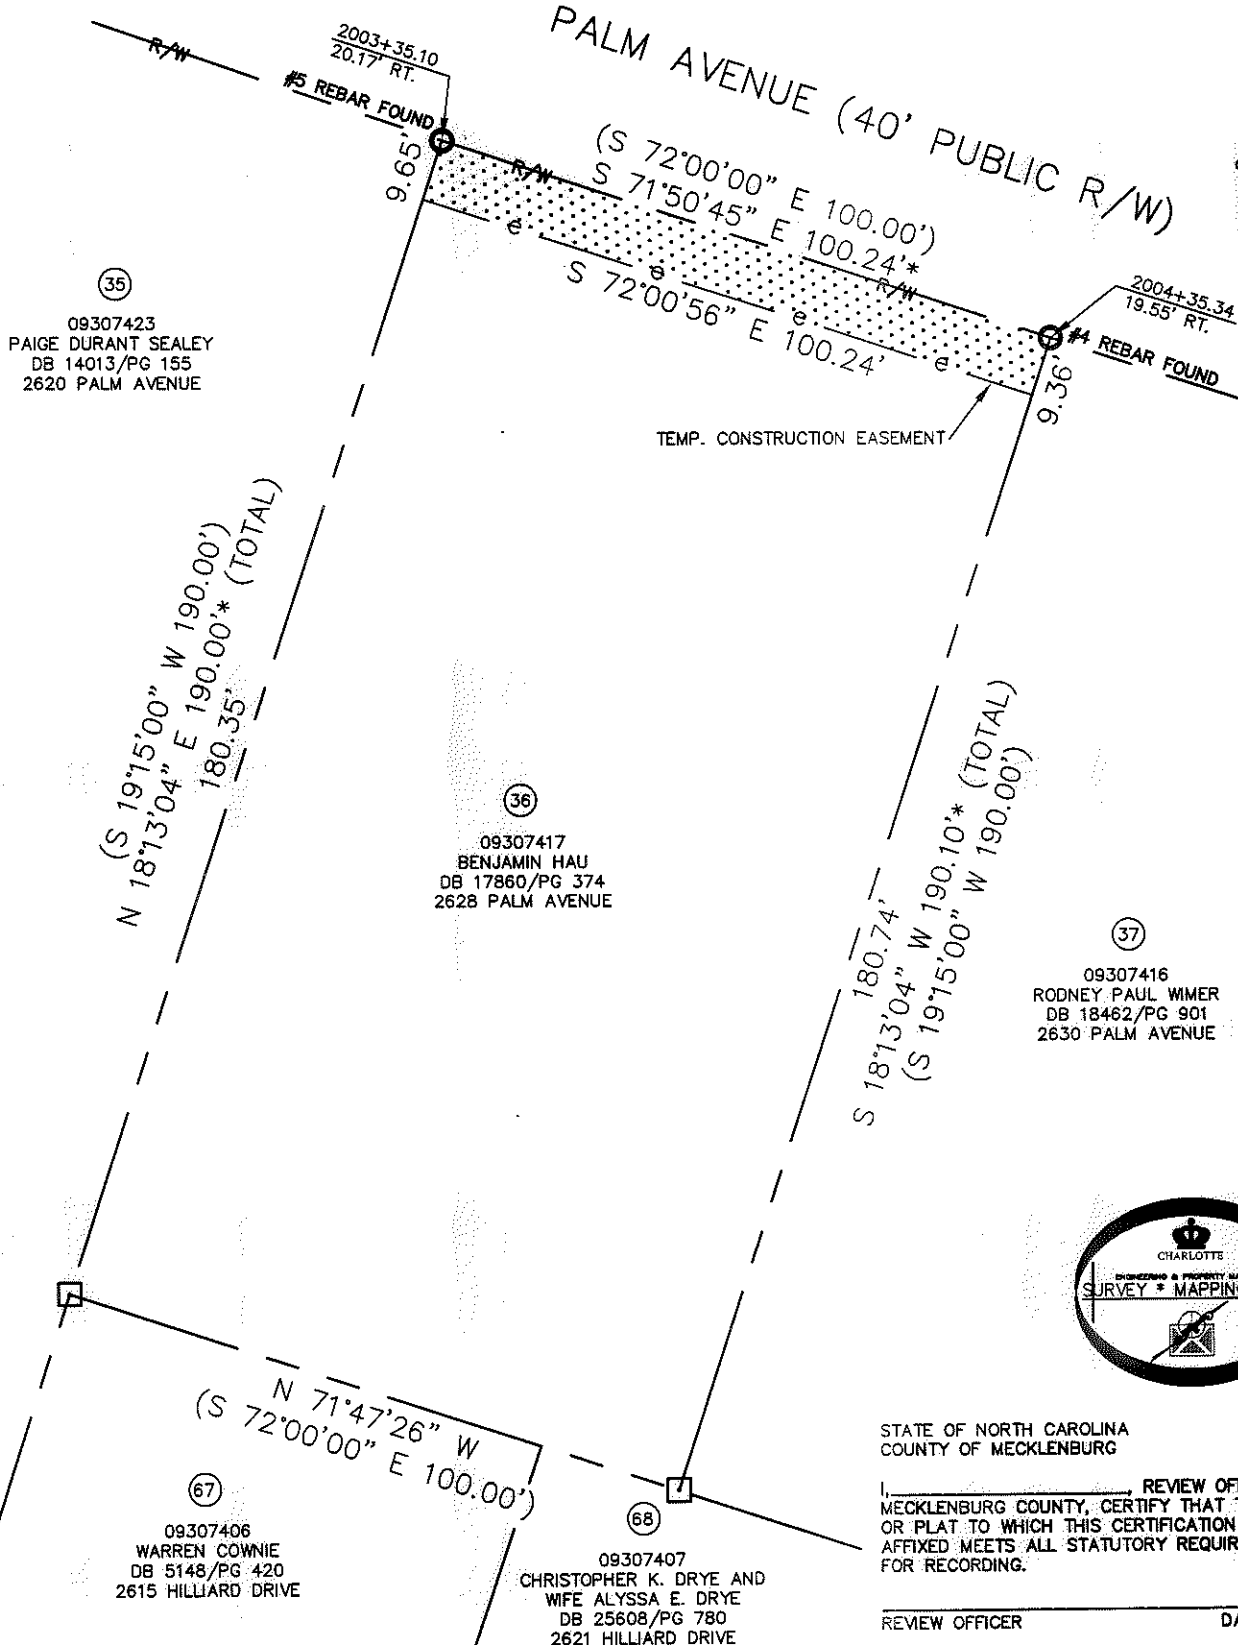 PALM AVENUE (40' PUBLIC R/W)
R/W
2003+35.10
20.17' RT.
#5 REBAR FOUND
9.65'
R/W
(S 72°00'00" E 100.00')
S 71°50'45" E 100.24'*
R/W
e e e e
S 72°00'56" E 100.24'
2004+35.34
19.55' RT.
#4 REBAR FOUND
9.36'
TEMP. CONSTRUCTION EASEMENT
35
09307423
PAIGE DURANT SEALEY
DB 14013/PG 155
2620 PALM AVENUE
(S 19°15'00" W 190.00')
N 18°13'04" E 190.00'* (TOTAL)
180.35'
36
09307417
BENJAMIN HAU
DB 17860/PG 374
2628 PALM AVENUE
180.74'
S 18°13'04" W 190.10'* (TOTAL)
(S 19°15'00" W 190.00')
37
09307416
RODNEY PAUL WIMER
DB 18462/PG 901
2630 PALM AVENUE
CHARLOTTE
ENGINEERING & PROPERTY
SURVEY * MAPPIN
N 71°47'26" W
(S 72°00'00" E 100.00')
67
09307406
WARREN COWNIE
DB 5148/PG 420
2615 HILLIARD DRIVE
68
09307407
CHRISTOPHER K. DRYE AND
WIFE ALYSSA E. DRYE
DB 25608/PG 780
2621 HILLIARD DRIVE
STATE OF NORTH CAROLINA
COUNTY OF MECKLENBURG
I,____________________, REVIEW OF
MECKLENBURG COUNTY, CERTIFY THAT
OR PLAT TO WHICH THIS CERTIFICATION
AFFIXED MEETS ALL STATUTORY REQUIR
FOR RECORDING.
REVIEW OFFICER DA